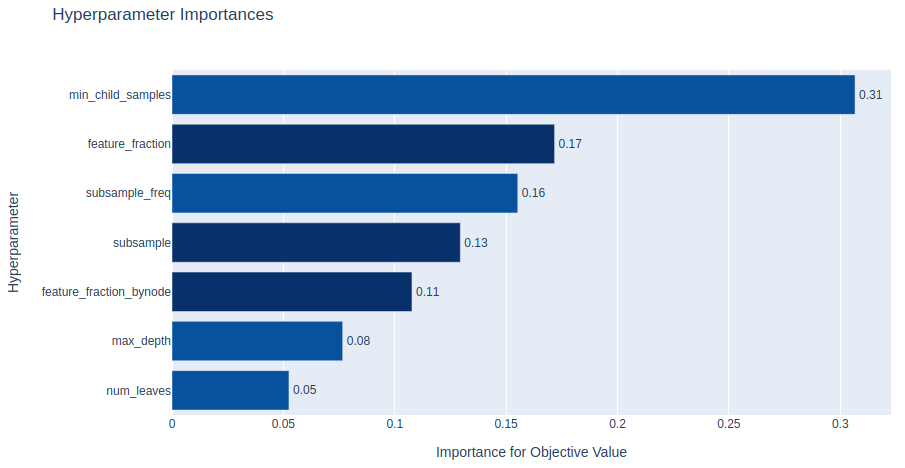 Hyperparameter Importances
Hyperparameter
min_child_samples 0.31
feature_fraction 0.17
subsample_freq 0.16
subsample 0.13
feature_fraction_bynode 0.11
max_depth 0.08
num_leaves 0.05
0 0.05 0.1 0.15 0.2 0.25 0.3
Importance for Objective Value